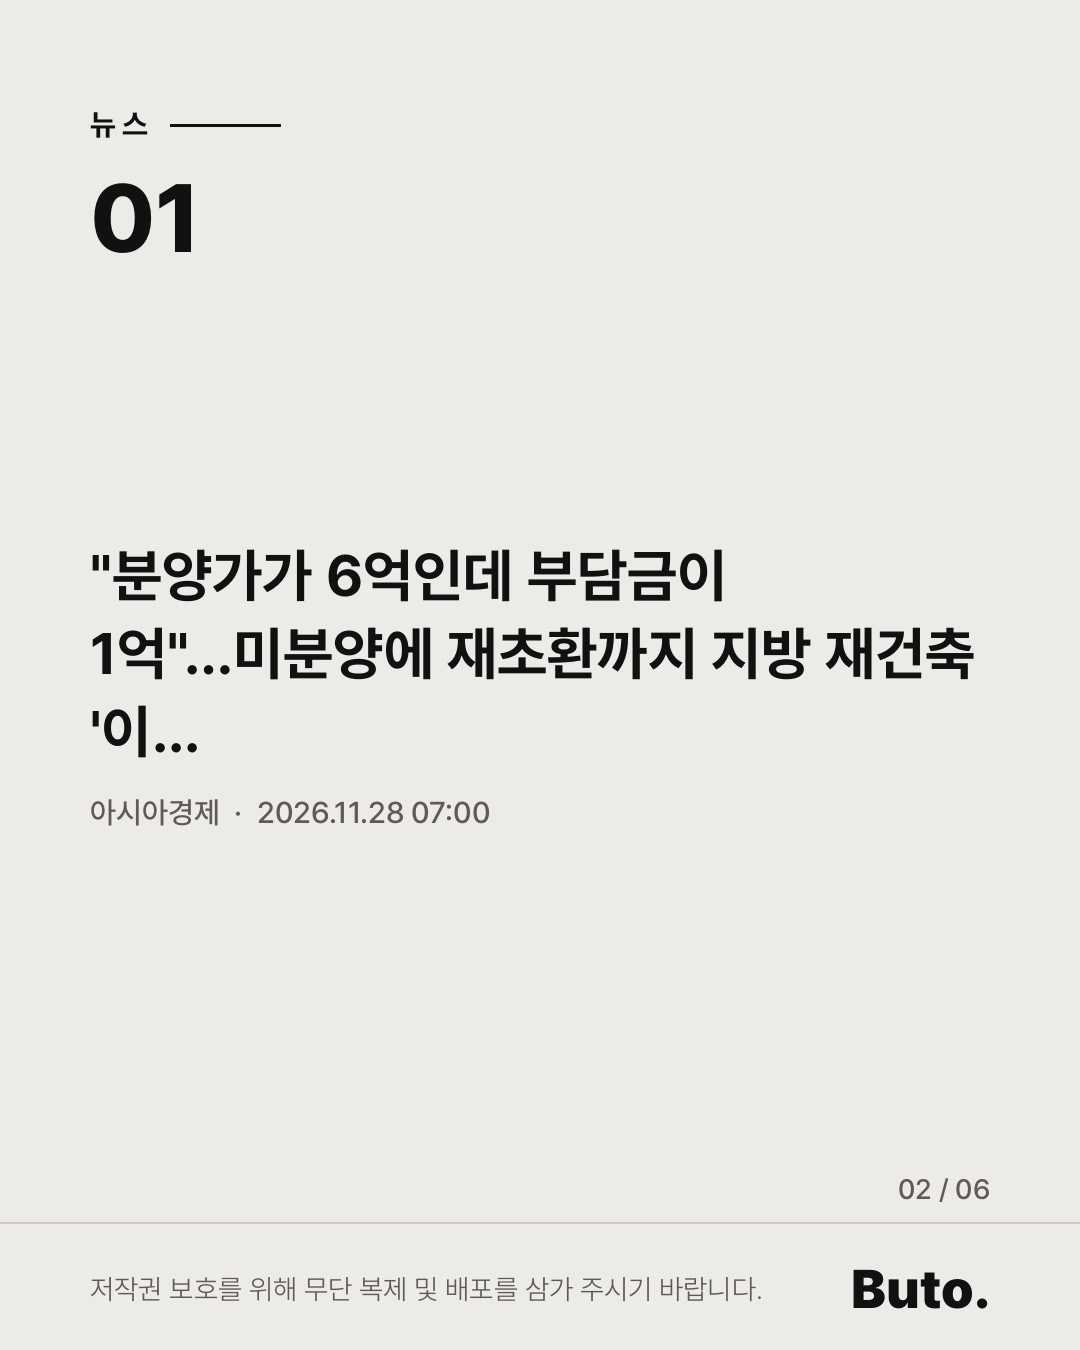 뉴스
01
"분양가가 6억인데 부담금이
1억"...미분양에 재초환까지 지방 재건축
'이...
아시아경제 · 2026.11.28 07:00
02 / 06
저작권 보호를 위해 무단 복제 및 배포를 삼가 주시기 바랍니다.
Buto.